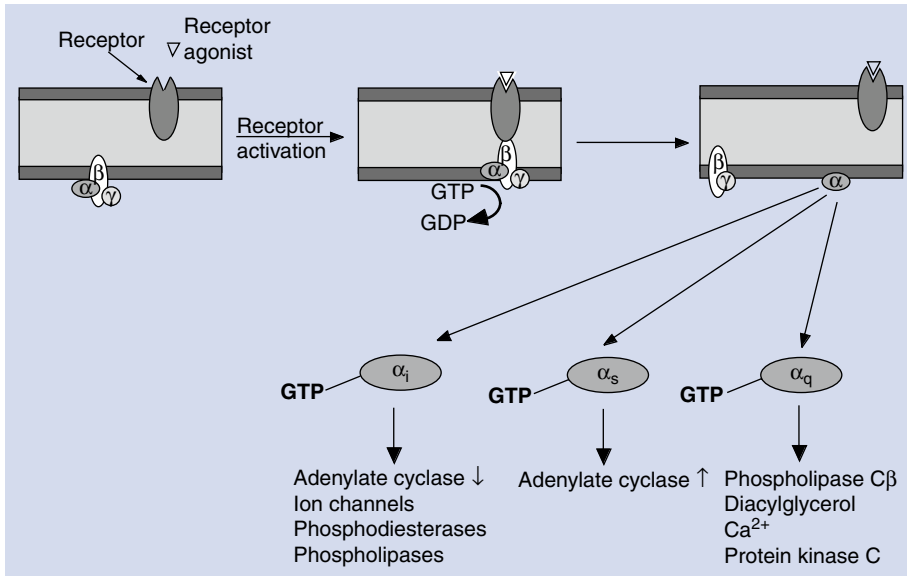 Receptor
Receptor
agonist
β
α
γ
Receptor
activation
β
α
γ
GTP
GDP
β
γ
α
αi
GTP
αs
GTP
αq
GTP
Adenylate cyclase ↓
Ion channels
Phosphodiesterases
Phospholipases
Adenylate cyclase ↑
Phospholipase Cβ
Diacylglycerol
Ca²⁺
Protein kinase C